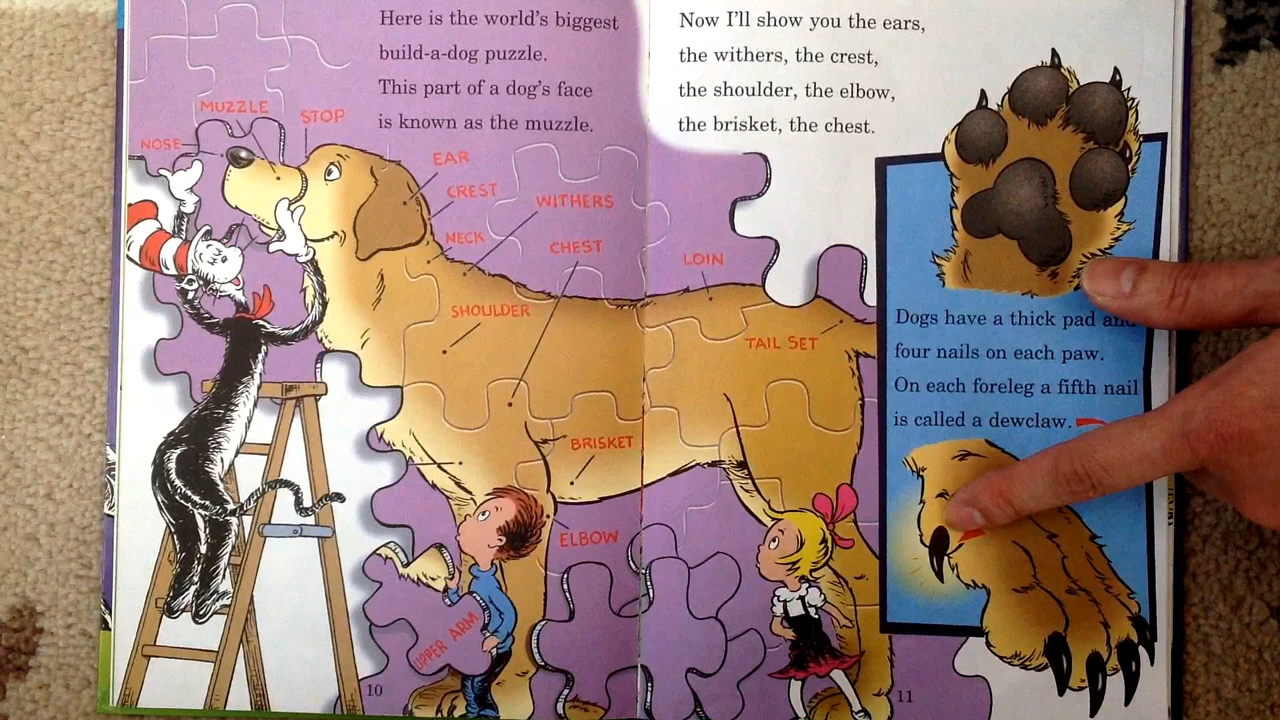 Here is the world's biggest
build-a-dog puzzle.
This part of a dog's face
is known as the muzzle.
MUZZLE
STOP
NOSE
EAR
CREST
WITHERS
NECK
CHEST
SHOULDER
BRISKET
ELBOW
UPPER ARM
10
Now I'll show you the ears,
the withers, the crest,
the shoulder, the elbow,
the brisket, the chest.
LOIN
TAIL SET
Dogs have a thick pad and
four nails on each paw.
On each foreleg a fifth nail
is called a dewclaw.
11